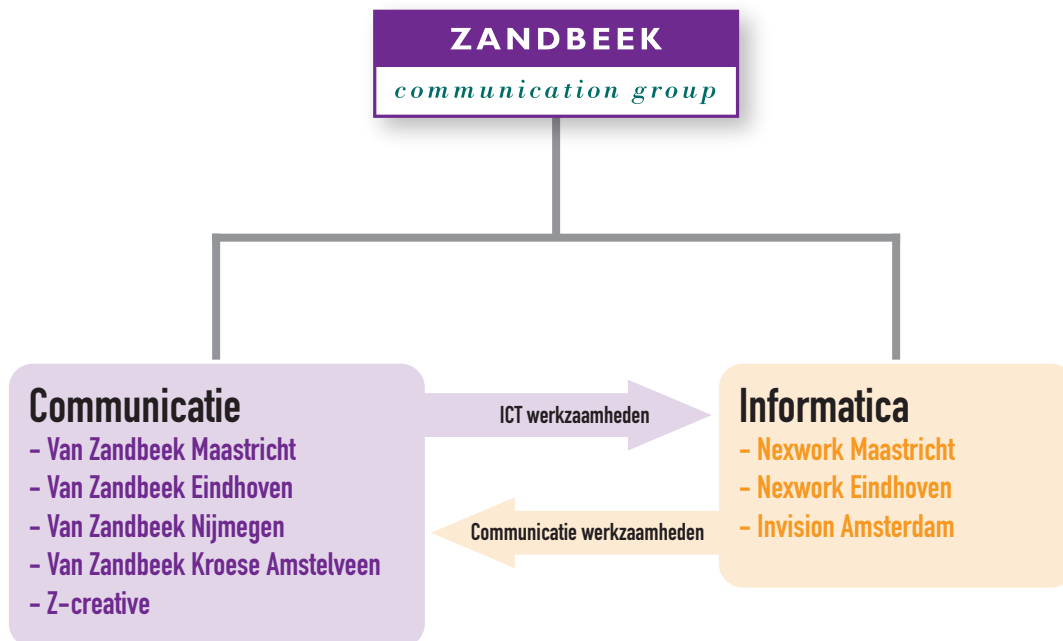 ZANDBEEK
communication group
Communicatie
- Van Zandbeek Maastricht
- Van Zandbeek Eindhoven
- Van Zandbeek Nijmegen
- Van Zandbeek Kroese Amstelveen
- Z-creative
ICT werkzaamheden
Communicatie werkzaamheden
Informatica
- Nexwork Maastricht
- Nexwork Eindhoven
- Invision Amsterdam